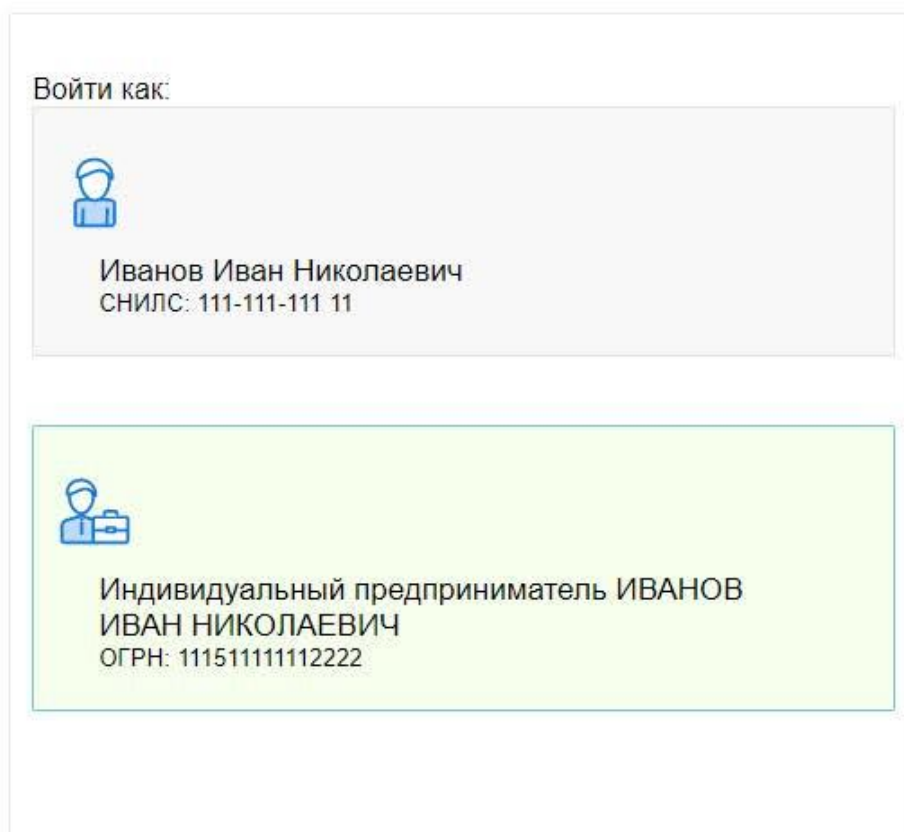 Войти как:
Иванов Иван Николаевич
СНИЛС: 111-111-111 11
Индивидуальный предприниматель ИВАНОВ
ИВАН НИКОЛАЕВИЧ
ОГРН: 111511111112222